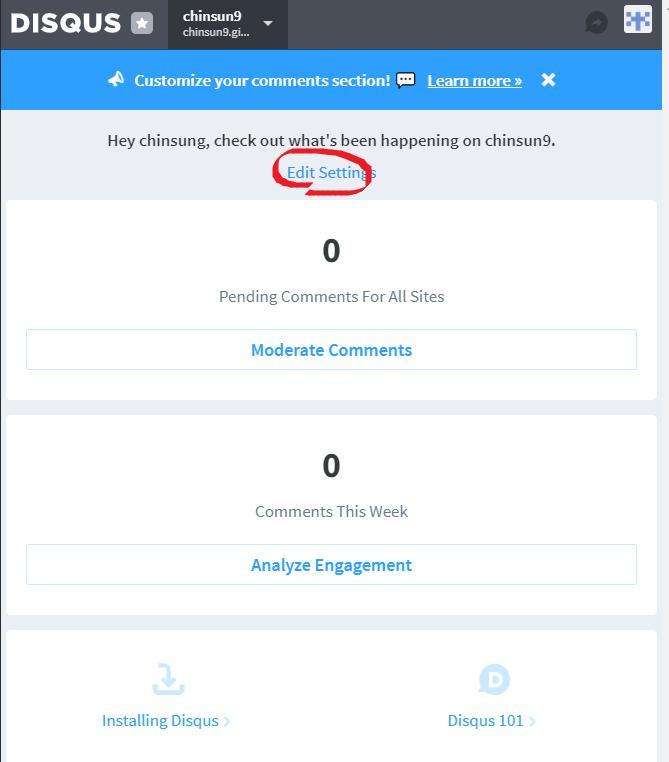 DISQUS
chinsun9
chinsun9.gi...
Customize your comments section! 💬 Learn more »
Hey chinsung, check out what's been happening on chinsun9.
Edit Settings
0
Pending Comments For All Sites
Moderate Comments
0
Comments This Week
Analyze Engagement
Installing Disqus
Disqus 101